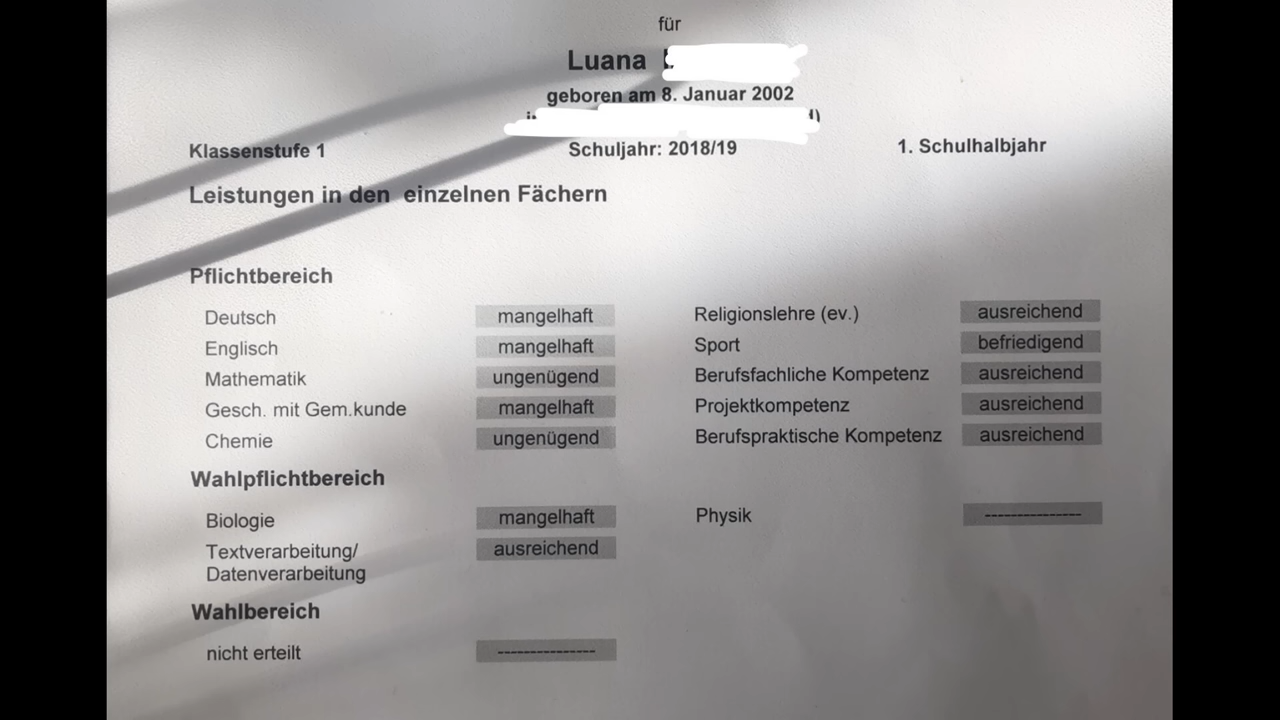 für
Luana
geboren am 8. Januar 2002
Klassenstufe 1 Schuljahr: 2018/19 1. Schulhalbjahr
Leistungen in den einzelnen Fächern
Pflichtbereich
Deutsch mangelhaft Religionslehre (ev.) ausreichend
Englisch mangelhaft Sport befriedigend
Mathematik ungenügend Berufsfachliche Kompetenz ausreichend
Gesch. mit Gem.kunde mangelhaft Projektkompetenz ausreichend
Chemie ungenügend Berufspraktische Kompetenz ausreichend
Wahlpflichtbereich
Biologie mangelhaft Physik ---------------
Textverarbeitung/ ausreichend
Datenverarbeitung
Wahlbereich
nicht erteilt ---------------